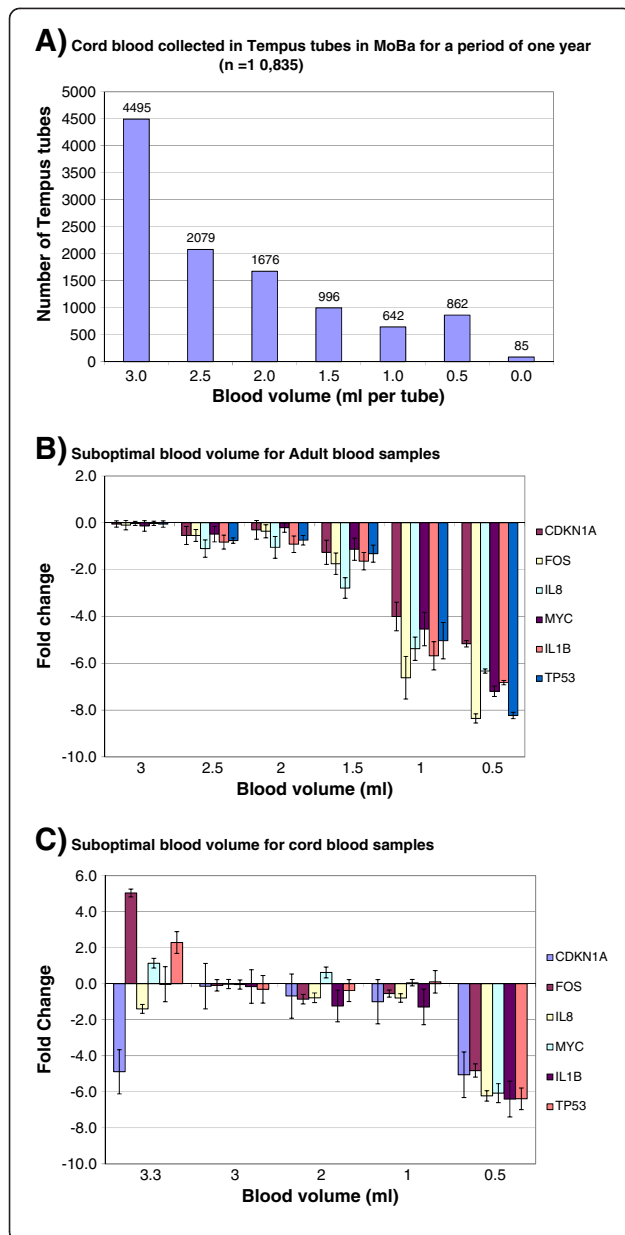 A) Cord blood collected in Tempus tubes in MoBa for a period of one year
(n =1 0,835)
Number of Tempus tubes
5000
4500
4000
3500
3000
2500
2000
1500
1000
500
0
4495
2079
1676
996
642
862
85
3.0 2.5 2.0 1.5 1.0 0.5 0.0
Blood volume (ml per tube)
B) Suboptimal blood volume for Adult blood samples
Fold change
2.0
0.0
-2.0
-4.0
-6.0
-8.0
-10.0
CDKN1A
FOS
IL8
MYC
IL1B
TP53
3 2.5 2 1.5 1 0.5
Blood volume (ml)
C) Suboptimal blood volume for cord blood samples
Fold Change
6.0
4.0
2.0
0.0
-2.0
-4.0
-6.0
-8.0
-10.0
CDKN1A
FOS
IL8
MYC
IL1B
TP53
3.3 3 2 1 0.5
Blood volume (ml)